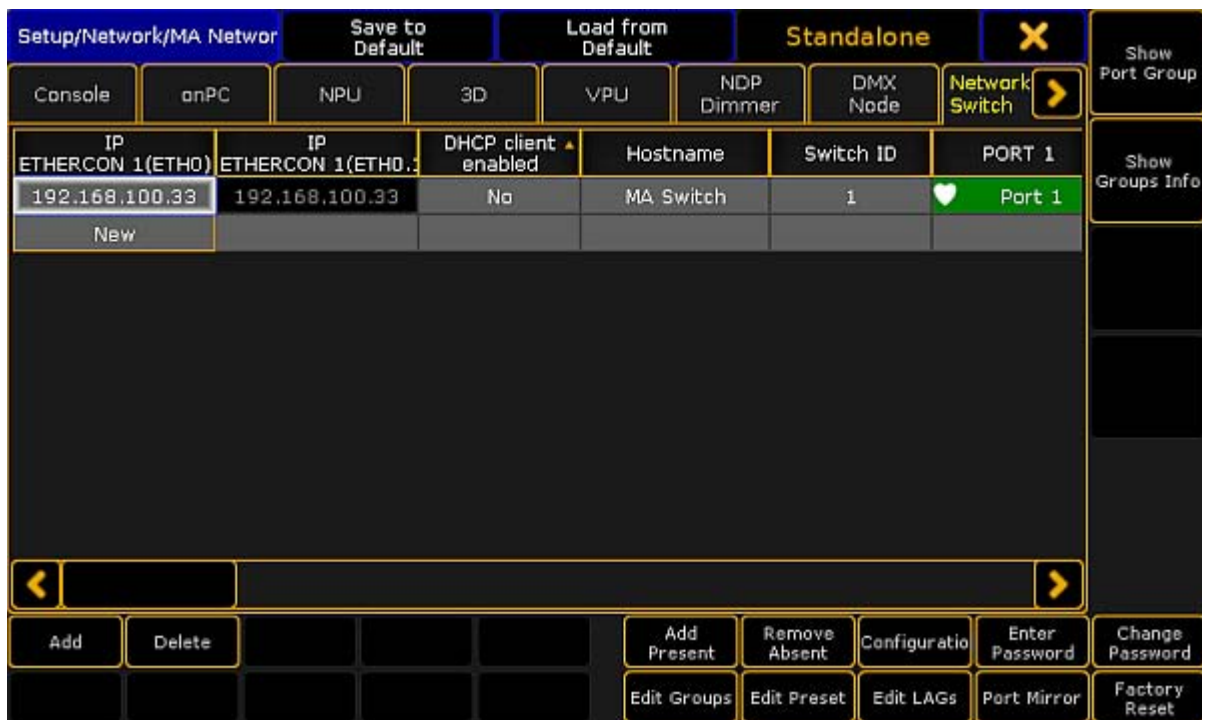 Setup/Network/MA Networ
Save to
Default
Load from
Default
Standalone
Show
Port Group
Console
onPC
NPU
3D
VPU
NDP
Dimmer
DMX
Node
Network
Switch
IP
ETHERCON 1(ETH0)
IP
ETHERCON 1(ETH0.:
DHCP client
enabled
Hostname
Switch ID
PORT 1
Show
Groups Info
192.168.100.33
192.168.100.33
No
MA Switch
1
Port 1
New
Add
Delete
Add
Present
Remove
Absent
Configuratio
Enter
Password
Change
Password
Edit Groups
Edit Preset
Edit LAGs
Port Mirror
Factory
Reset